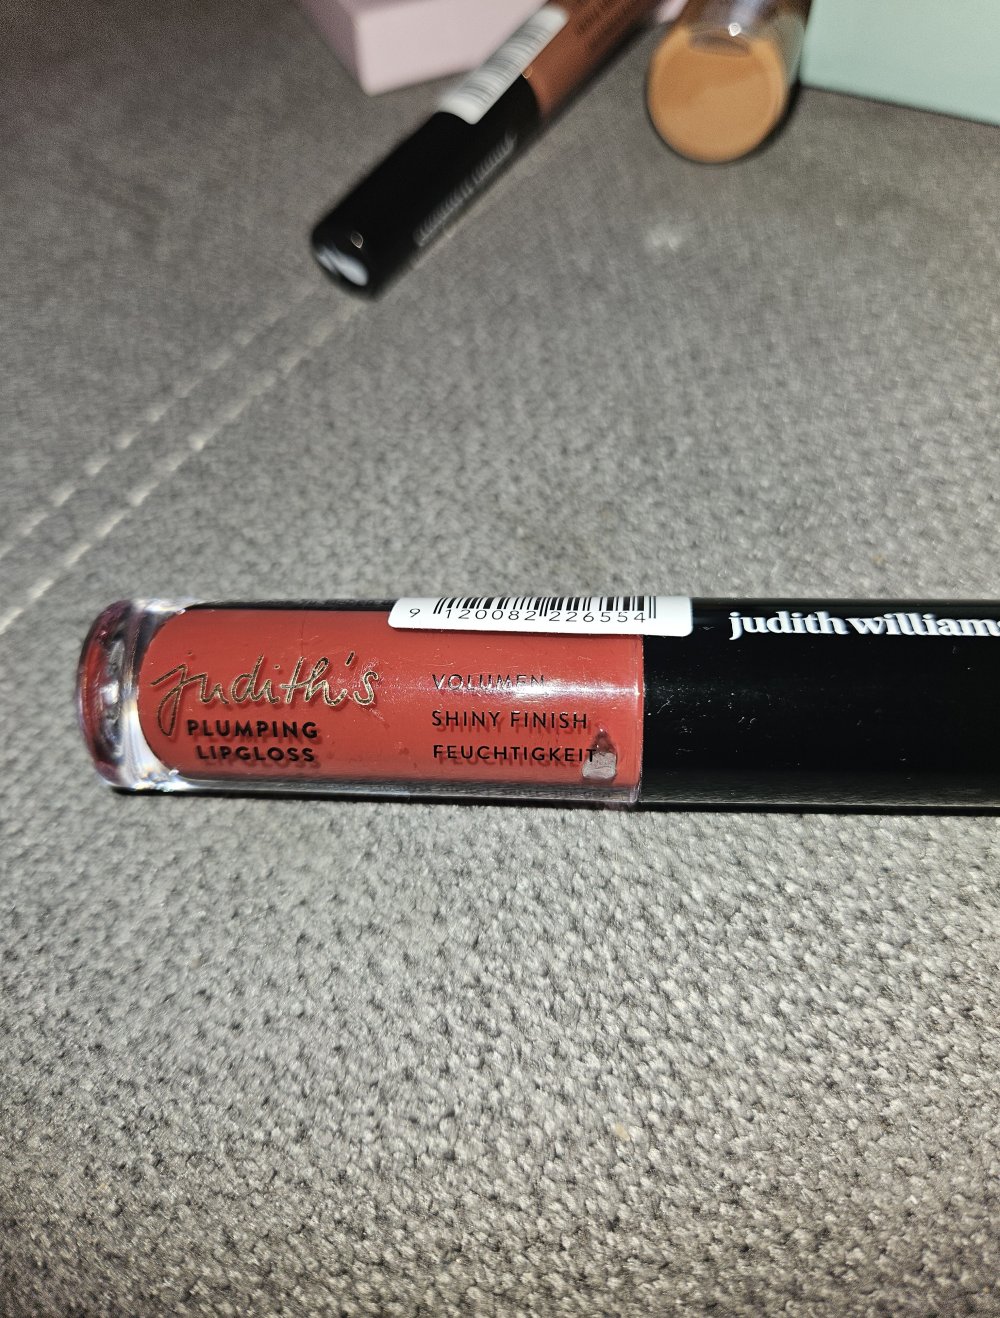 9 120082 226554
judith williams
judith's
PLUMPING
LIPGLOSS
VOLUMEN
SHINY FINISH
FEUCHTIGKEIT